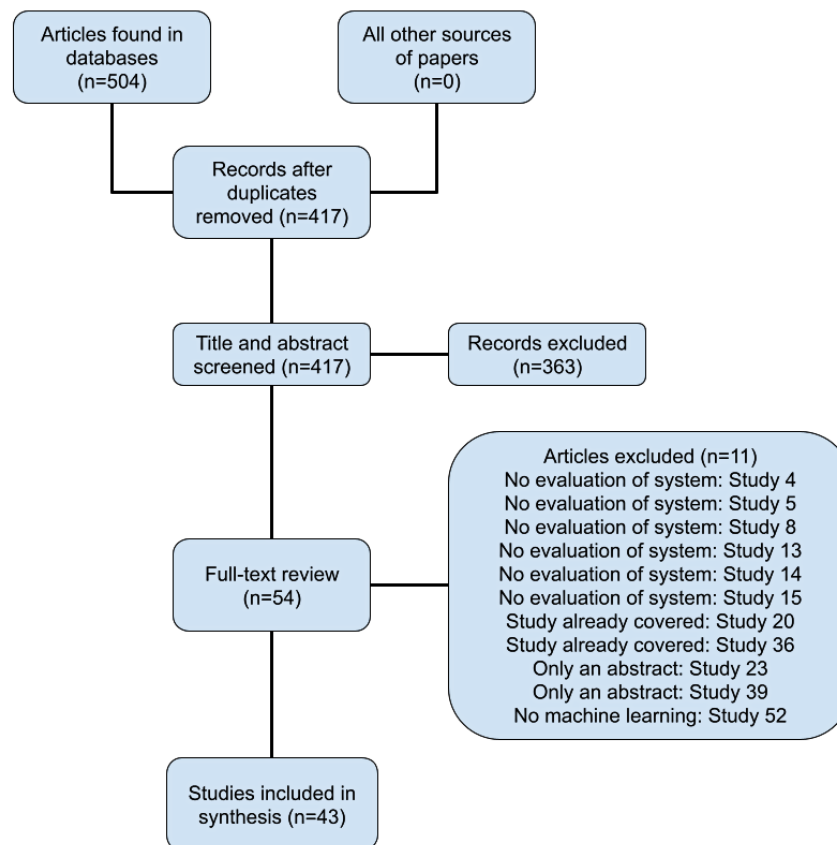 Articles found in
databases
(n=504)
All other sources
of papers
(n=0)
Records after
duplicates
removed (n=417)
Title and abstract
screened (n=417)
Records excluded
(n=363)
Articles excluded (n=11)
No evaluation of system: Study 4
No evaluation of system: Study 5
No evaluation of system: Study 8
No evaluation of system: Study 13
No evaluation of system: Study 14
No evaluation of system: Study 15
Study already covered: Study 20
Study already covered: Study 36
Only an abstract: Study 23
Only an abstract: Study 39
No machine learning: Study 52
Full-text review
(n=54)
Studies included in
synthesis (n=43)